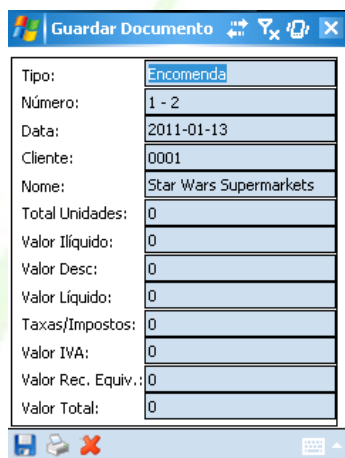 Guardar Documento
Tipo: Encomenda
Número: 1 - 2
Data: 2011-01-13
Cliente: 0001
Nome: Star Wars Supermarkets
Total Unidades: 0
Valor Ilíquido: 0
Valor Desc: 0
Valor Líquido: 0
Taxas/Impostos: 0
Valor IVA: 0
Valor Rec. Equiv.: 0
Valor Total: 0